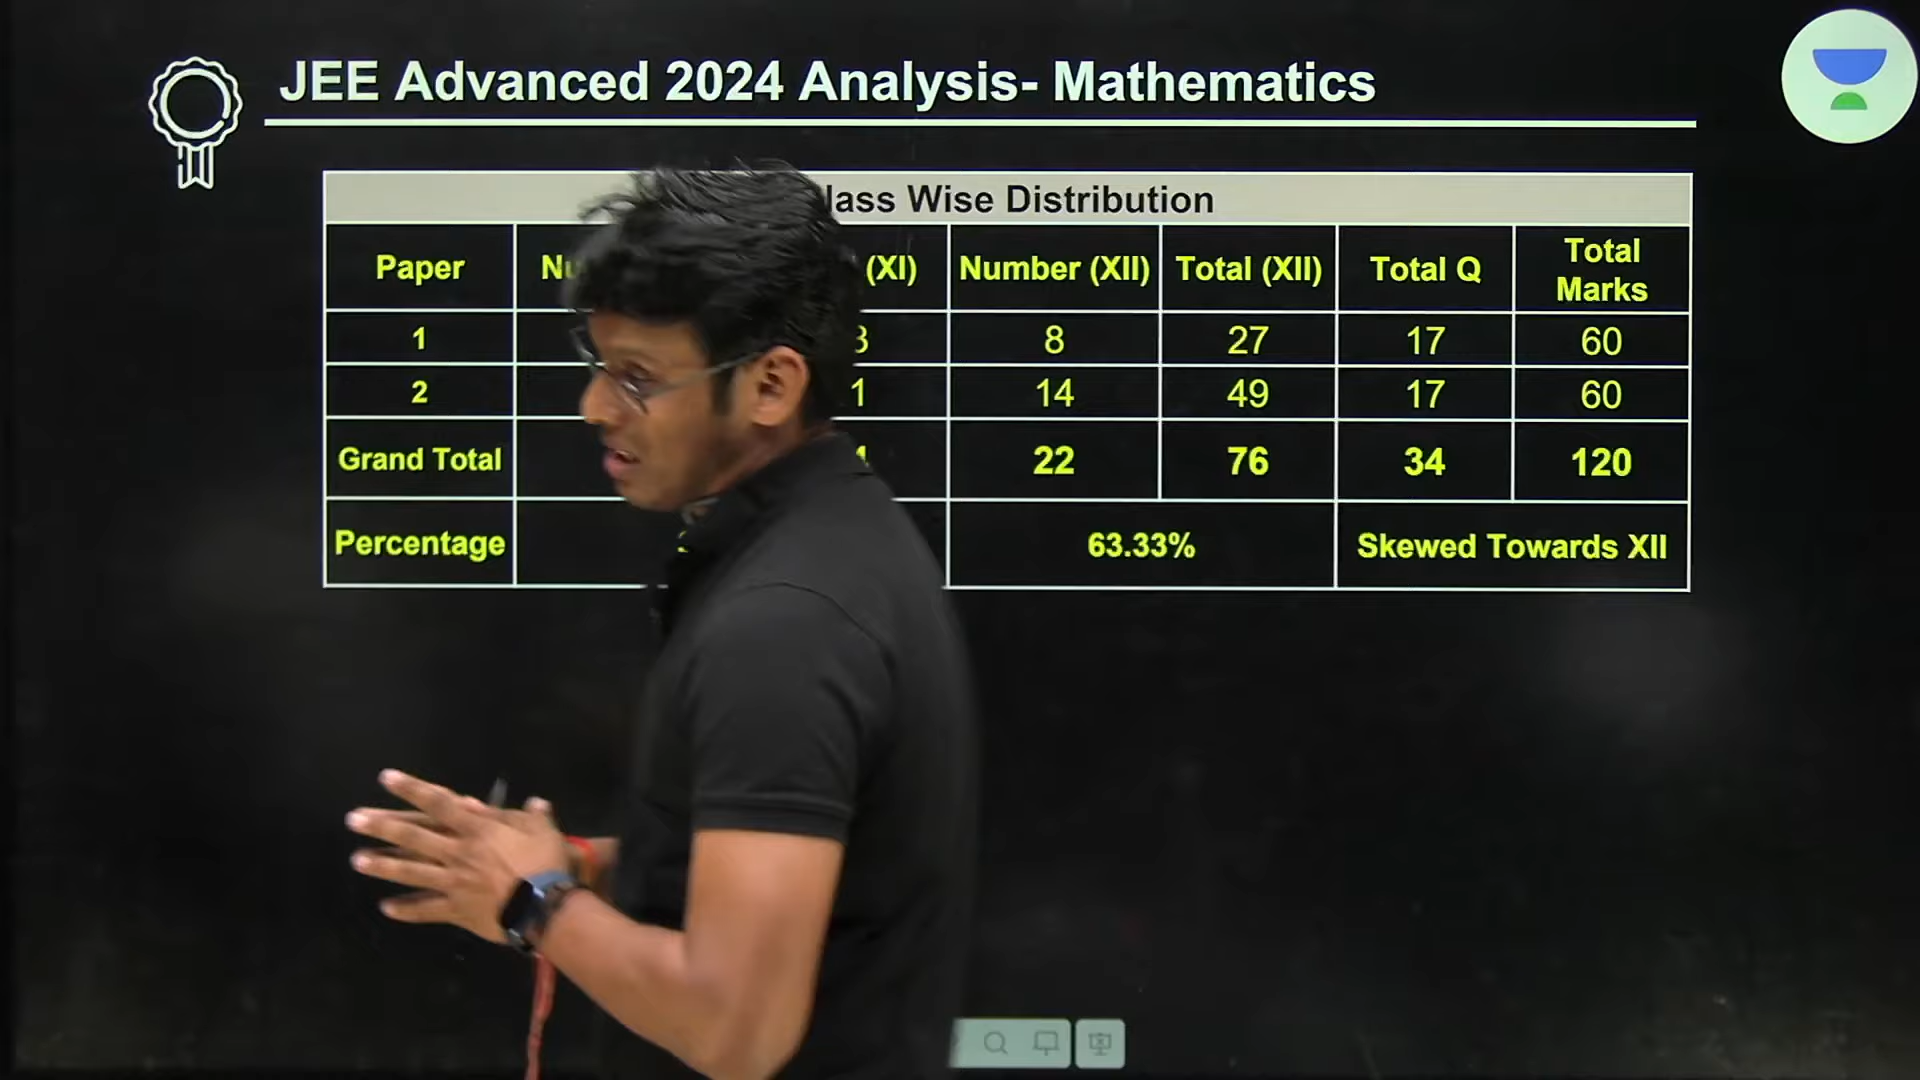 JEE Advanced 2024 Analysis- Mathematics
Wise Distribution
Paper (XI) Number (XII) Total (XII) Total Q Total Marks
1 8 27 17 60
2 1 14 49 17 60
Grand Total 22 76 34 120
Percentage 63.33% Skewed Towards XII